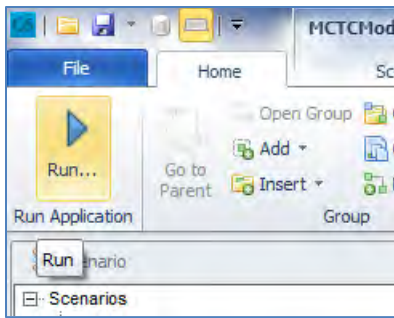 MCTCMod
File Home Sc
Open Group
Run... Go to Parent Add
Insert
Run Application Group
Run enario
Scenarios